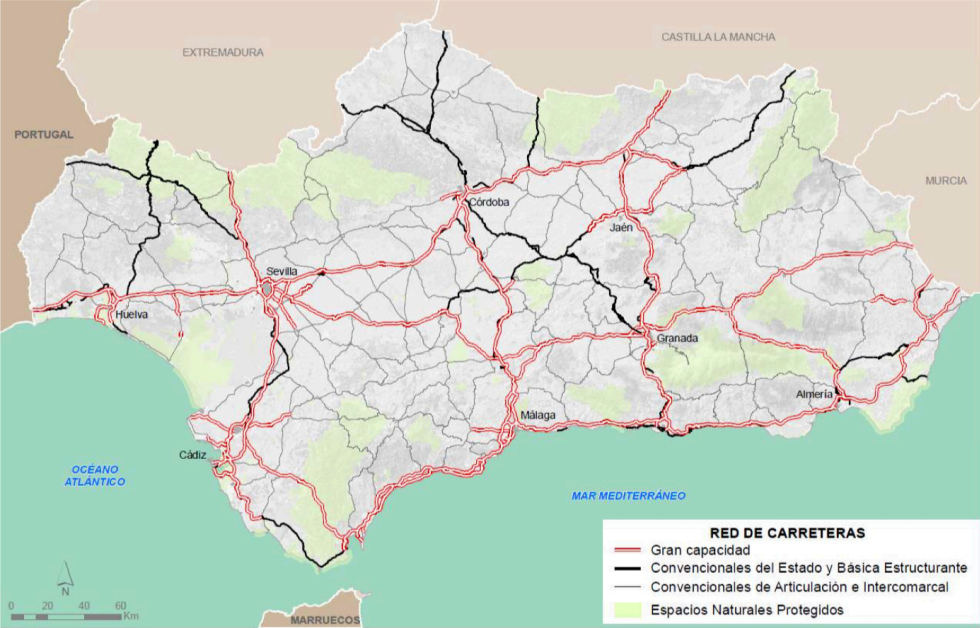 EXTREMADURA
CASTILLA LA MANCHA
PORTUGAL
MURCIA
Córdoba
Jaén
Sevilla
Huelva
Granada
Almería
Málaga
Cádiz
OCÉANO
ATLÁNTICO
MAR MEDITERRÁNEO
RED DE CARRETERAS
Gran capacidad
Convencionales del Estado y Básica Estructurante
Convencionales de Articulación e Intercomarcal
Espacios Naturales Protegidos
N
0 20 40 60
Km
MARRUECOS